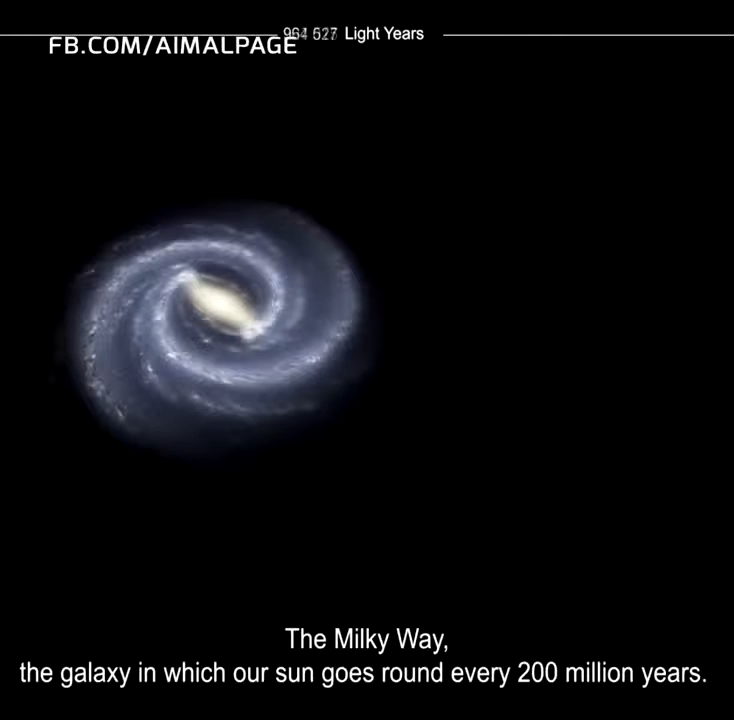 Light Years
FB.COM/AIMALPAGE
The Milky Way,
the galaxy in which our sun goes round every 200 million years.